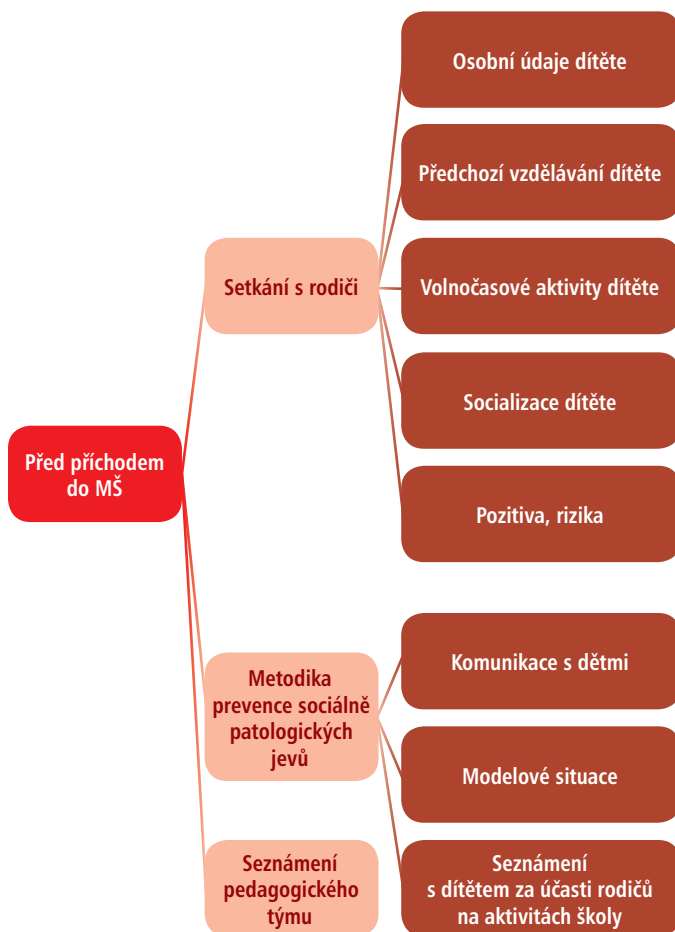 Před příchodem
do MŠ
Setkání s rodiči
Osobní údaje dítěte
Předchozí vzdělávání dítěte
Volnočasové aktivity dítěte
Socializace dítěte
Pozitiva, rizika
Metodika
prevence sociálně
patologických
jevů
Komunikace s dětmi
Modelové situace
Seznámení
s dítětem za účasti rodičů
na aktivitách školy
Seznámení
pedagogického
týmu